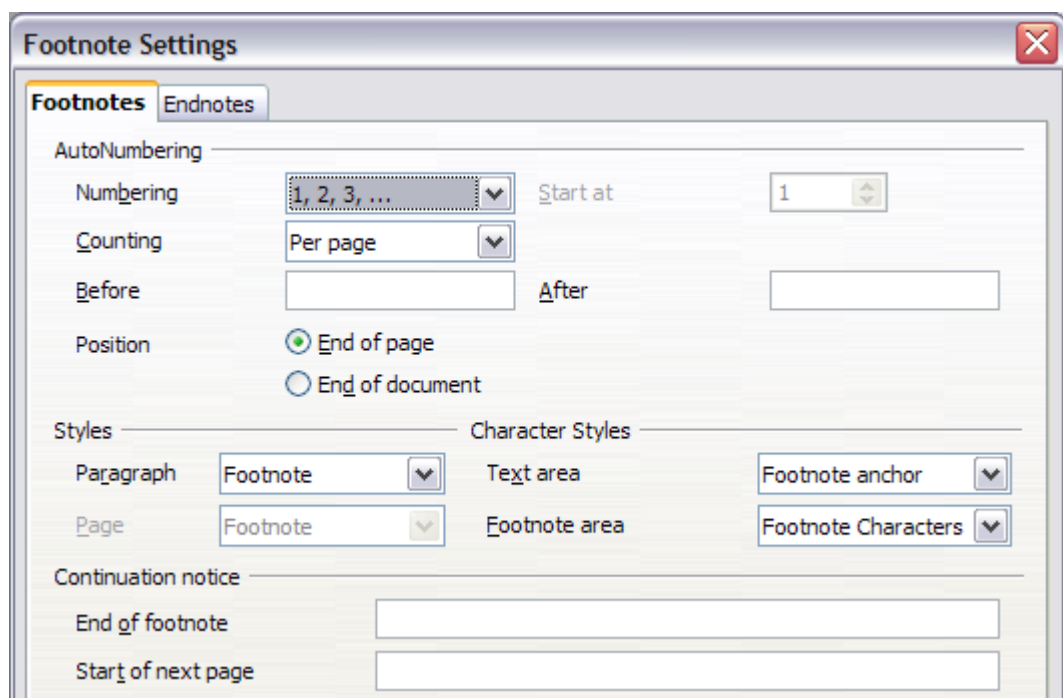 Footnote Settings
Footnotes Endnotes
AutoNumbering
Numbering 1, 2, 3, ... Start at 1
Counting Per page
Before After
Position End of page
End of document
Styles Character Styles
Paragraph Footnote Text area Footnote anchor
Page Footnote Footnote area Footnote Characters
Continuation notice
End of footnote
Start of next page